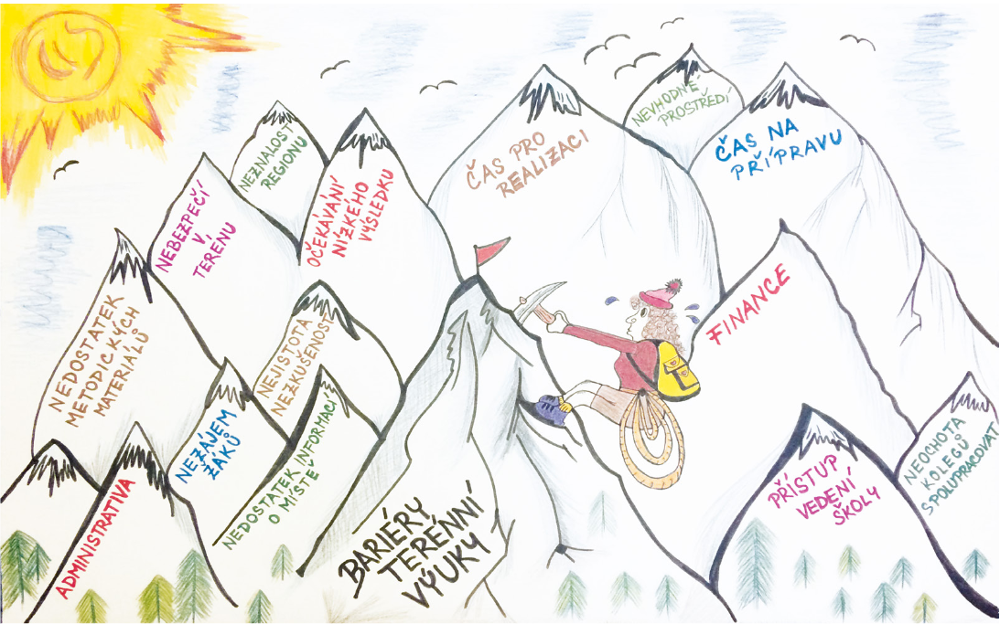 NEVHODNÉ
PROSTŘEDÍ
NEZNALOST
REGIONU
ČAS PRO
REALIZACI
ČAS NA
PŘÍPRAVU
NEBEZPEČÍ
V
TERÉNU
OČEKÁVÁNÍ
NÍZKÉHO
VÝSLEDKU
FINANCE
NEDOSTATEK
METODICKÝCH
MATERIÁLŮ
NEJISTOTA
NEZKUŠENOST
NEZÁJEM
ŽÁKŮ
NEDOSTATEK INFORMACÍ
O MÍSTĚ
NEOCHOTA
KOLEGŮ
SPOLUPRACOVAT
PŘÍSTUP
VEDENÍ
ŠKOLY
ADMINISTRATIVA
BARIÉRY
TERÉNNÍ
VÝUKY